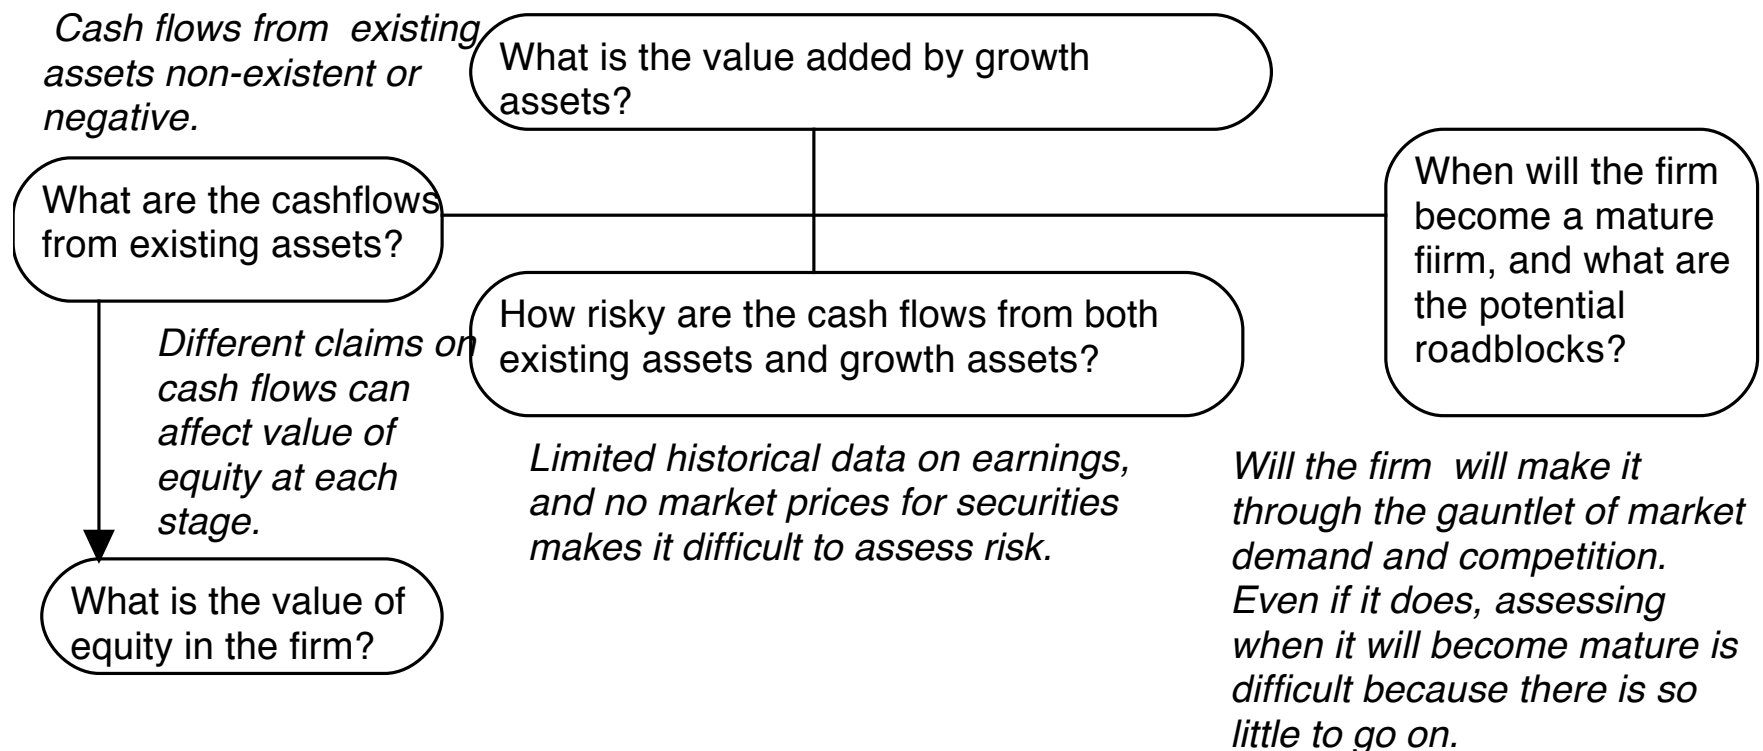 Cash flows from  existing
assets non-existent or
negative.
What is the value added by growth
assets?
What are the cashflows
from existing assets?
When will the firm
become a mature
fiirm, and what are
the potential
roadblocks?
How risky are the cash flows from both
existing assets and growth assets?
Different claims on
cash flows can
affect value of
equity at each
stage.
Limited historical data on earnings,
and no market prices for securities
makes it difficult to assess risk.
Will the firm  will make it
through the gauntlet of market
demand and competition.
Even if it does, assessing
when it will become mature is
difficult because there is so
little to go on.
What is the value of
equity in the firm?